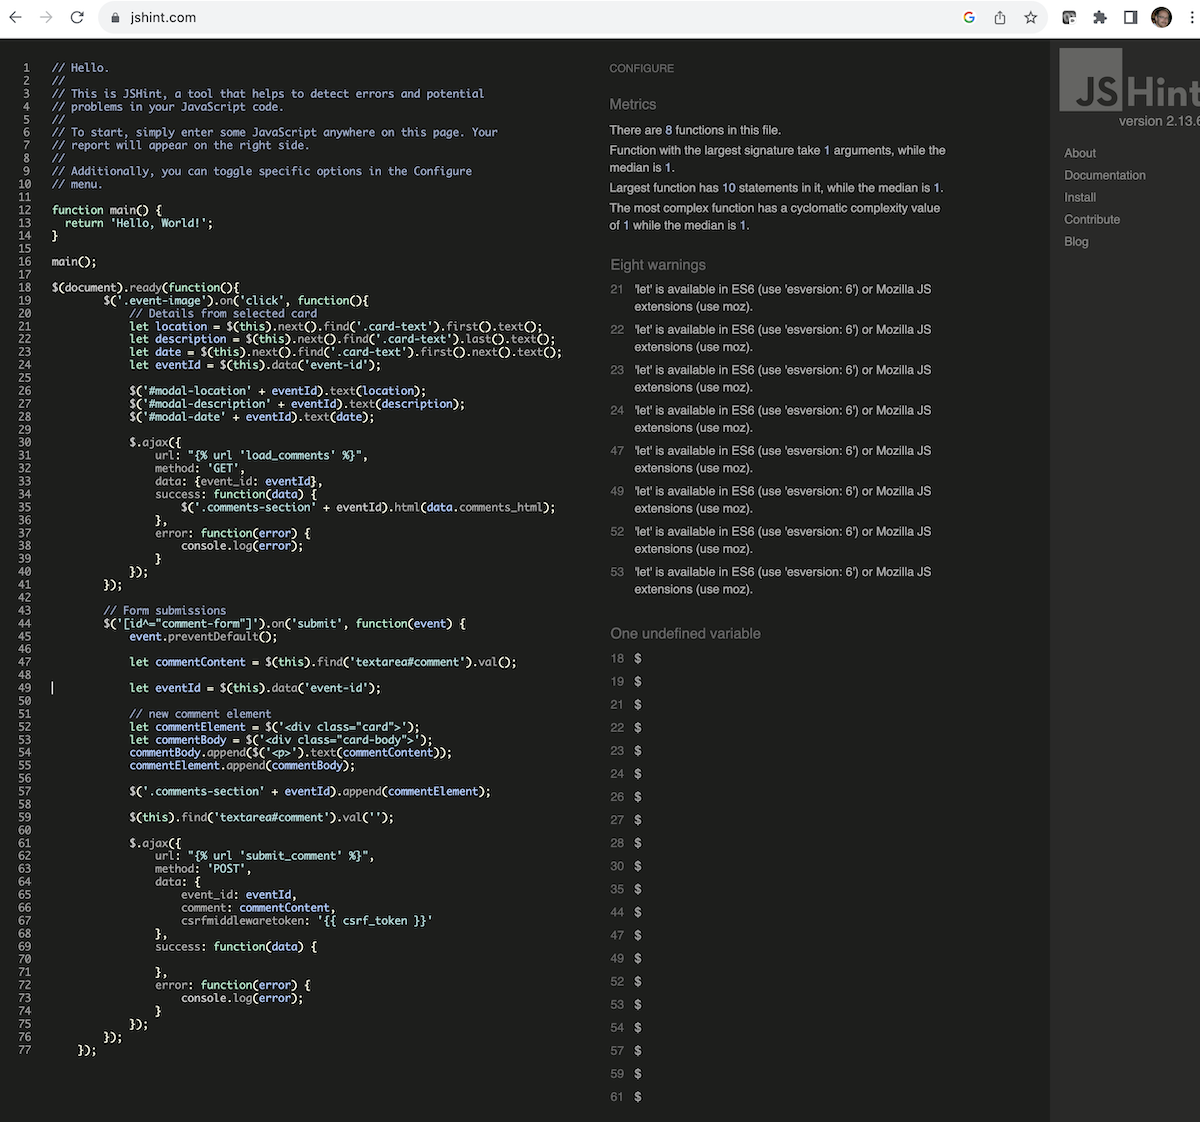 jshint.com
1 // Hello.
2 //
3 // This is JSHint, a tool that helps to detect errors and potential
4 // problems in your JavaScript code.
5 //
6 // To start, simply enter some JavaScript anywhere on this page. Your
7 // report will appear on the right side.
8 //
9 // Additionally, you can toggle specific options in the Configure
10 // menu.
11
12 function main() {
13   return 'Hello, World!';
14 }
15
16 main();
17
18 $(document).ready(function(){
19         $('.event-image').on('click', function(){
20             // Details from selected card
21             let location = $(this).next().find('.card-text').first().text();
22             let description = $(this).next().find('.card-text').last().text();
23             let date = $(this).next().find('.card-text').first().next().text();
24             let eventId = $(this).data('event-id');
25
26             $('#modal-location' + eventId).text(location);
27             $('#modal-description' + eventId).text(description);
28             $('#modal-date' + eventId).text(date);
29
30             $.ajax({
31                 url: "{% url 'load_comments' %}",
32                 method: 'GET',
33                 data: {event_id: eventId},
34                 success: function(data) {
35                     $('.comments-section' + eventId).html(data.comments_html);
36                 },
37                 error: function(error) {
38                     console.log(error);
39                 }
40             });
41         });
42
43         // Form submissions
44         $('[id^="comment-form"]').on('submit', function(event) {
45             event.preventDefault();
46
47             let commentContent = $(this).find('textarea#comment').val();
48
49             let eventId = $(this).data('event-id');
50
51             // new comment element
52             let commentElement = $('<div class="card">');
53             let commentBody = $('<div class="card-body">');
54             commentBody.append($('<p>').text(commentContent));
55             commentElement.append(commentBody);
56
57             $('.comments-section' + eventId).append(commentElement);
58
59             $(this).find('textarea#comment').val('');
60
61             $.ajax({
62                 url: "{% url 'submit_comment' %}",
63                 method: 'POST',
64                 data: {
65                     event_id: eventId,
66                     comment: commentContent,
67                     csrfmiddlewaretoken: '{{ csrf_token }}'
68                 },
69                 success: function(data) {
70
71                 },
72                 error: function(error) {
73                     console.log(error);
74                 }
75             });
76         });
77     });
CONFIGURE
Metrics
There are 8 functions in this file.
Function with the largest signature take 1 arguments, while the
median is 1.
Largest function has 10 statements in it, while the median is 1.
The most complex function has a cyclomatic complexity value
of 1 while the median is 1.
Eight warnings
21 'let' is available in ES6 (use 'esversion: 6') or Mozilla JS
extensions (use moz).
22 'let' is available in ES6 (use 'esversion: 6') or Mozilla JS
extensions (use moz).
23 'let' is available in ES6 (use 'esversion: 6') or Mozilla JS
extensions (use moz).
24 'let' is available in ES6 (use 'esversion: 6') or Mozilla JS
extensions (use moz).
47 'let' is available in ES6 (use 'esversion: 6') or Mozilla JS
extensions (use moz).
49 'let' is available in ES6 (use 'esversion: 6') or Mozilla JS
extensions (use moz).
52 'let' is available in ES6 (use 'esversion: 6') or Mozilla JS
extensions (use moz).
53 'let' is available in ES6 (use 'esversion: 6') or Mozilla JS
extensions (use moz).
One undefined variable
18 $
19 $
21 $
22 $
23 $
24 $
26 $
27 $
28 $
30 $
35 $
44 $
47 $
49 $
52 $
53 $
54 $
57 $
59 $
61 $
JSHint
version 2.13.6
About
Documentation
Install
Contribute
Blog